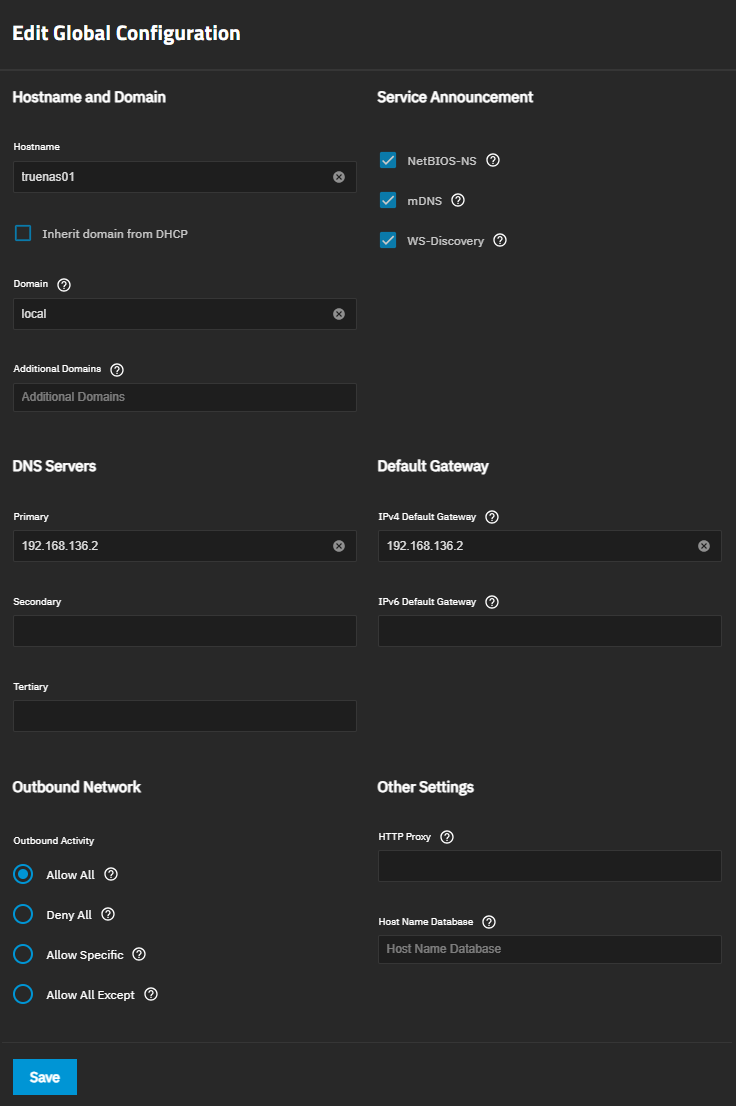 Edit Global Configuration
Hostname and Domain
Hostname
truenas01
Inherit domain from DHCP
Domain
local
Additional Domains
Additional Domains
Service Announcement
NetBIOS-NS
mDNS
WS-Discovery
DNS Servers
Primary
192.168.136.2
Secondary
Tertiary
Default Gateway
IPv4 Default Gateway
192.168.136.2
IPv6 Default Gateway
Outbound Network
Outbound Activity
Allow All
Deny All
Allow Specific
Allow All Except
Other Settings
HTTP Proxy
Host Name Database
Host Name Database
Save